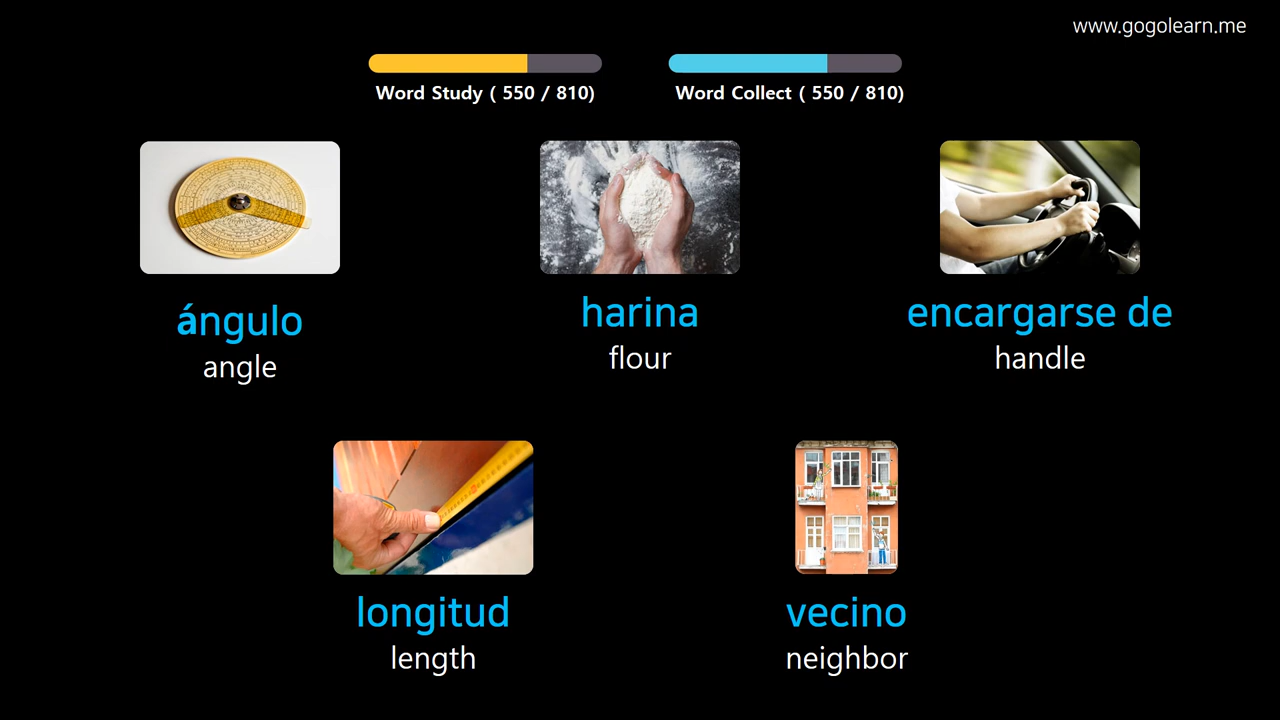 www.gogolearn.me
Word Study ( 550 / 810)
Word Collect ( 550 / 810)
ángulo
angle
harina
flour
encargarse de
handle
longitud
length
vecino
neighbor